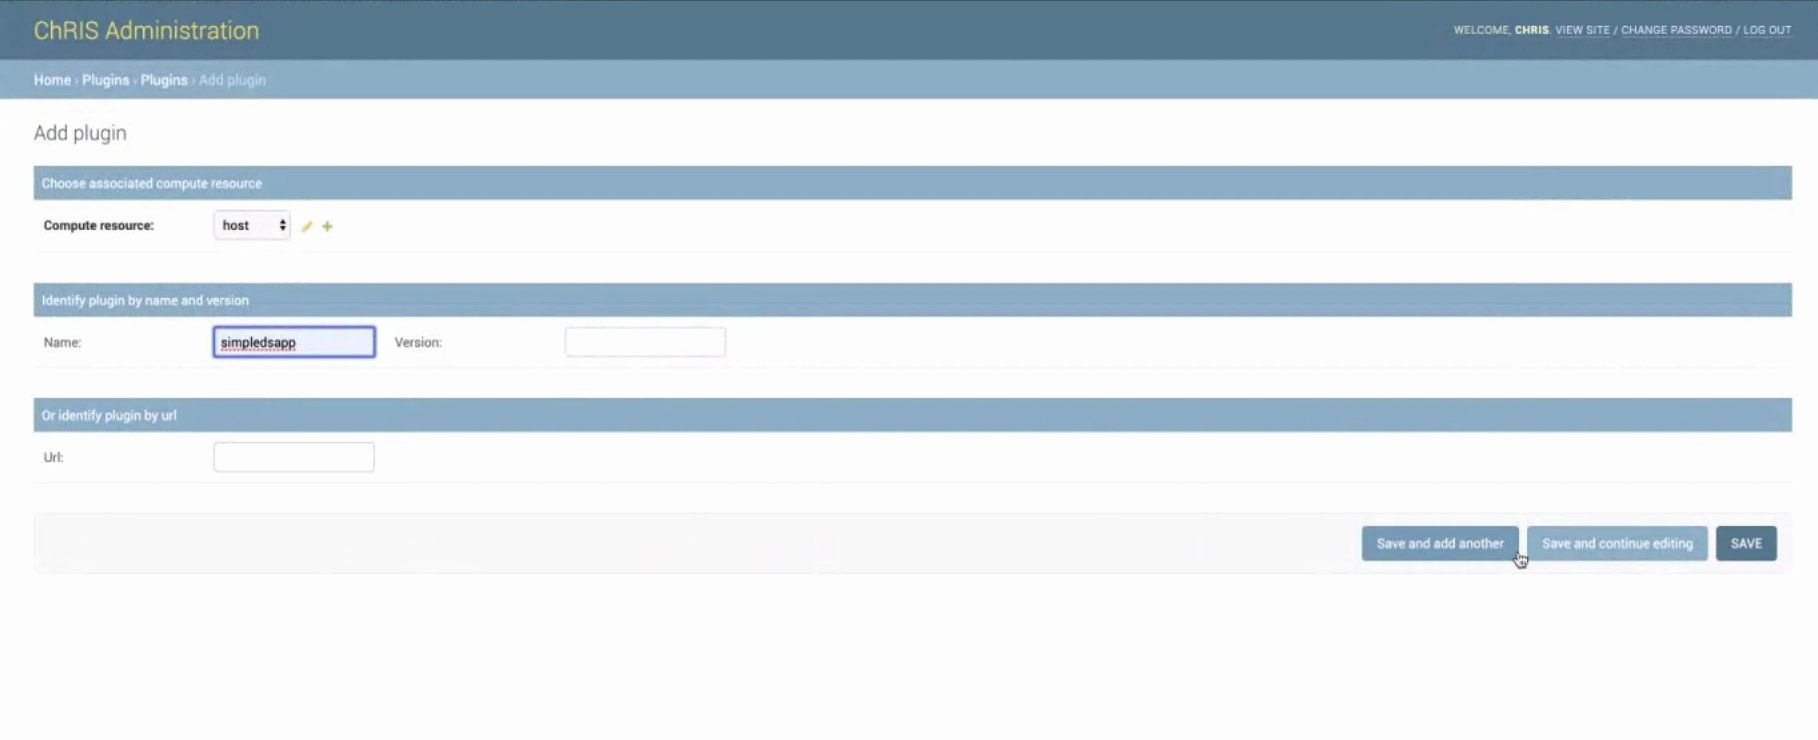 ChRIS Administration
WELCOME, CHRIS. VIEW SITE / CHANGE PASSWORD / LOG OUT
Home › Plugins › Plugins › Add plugin
Add plugin
Choose associated compute resource
Compute resource: host
Identify plugin by name and version
Name: simpledsapp Version:
Or identify plugin by url
Url:
Save and add another Save and continue editing SAVE